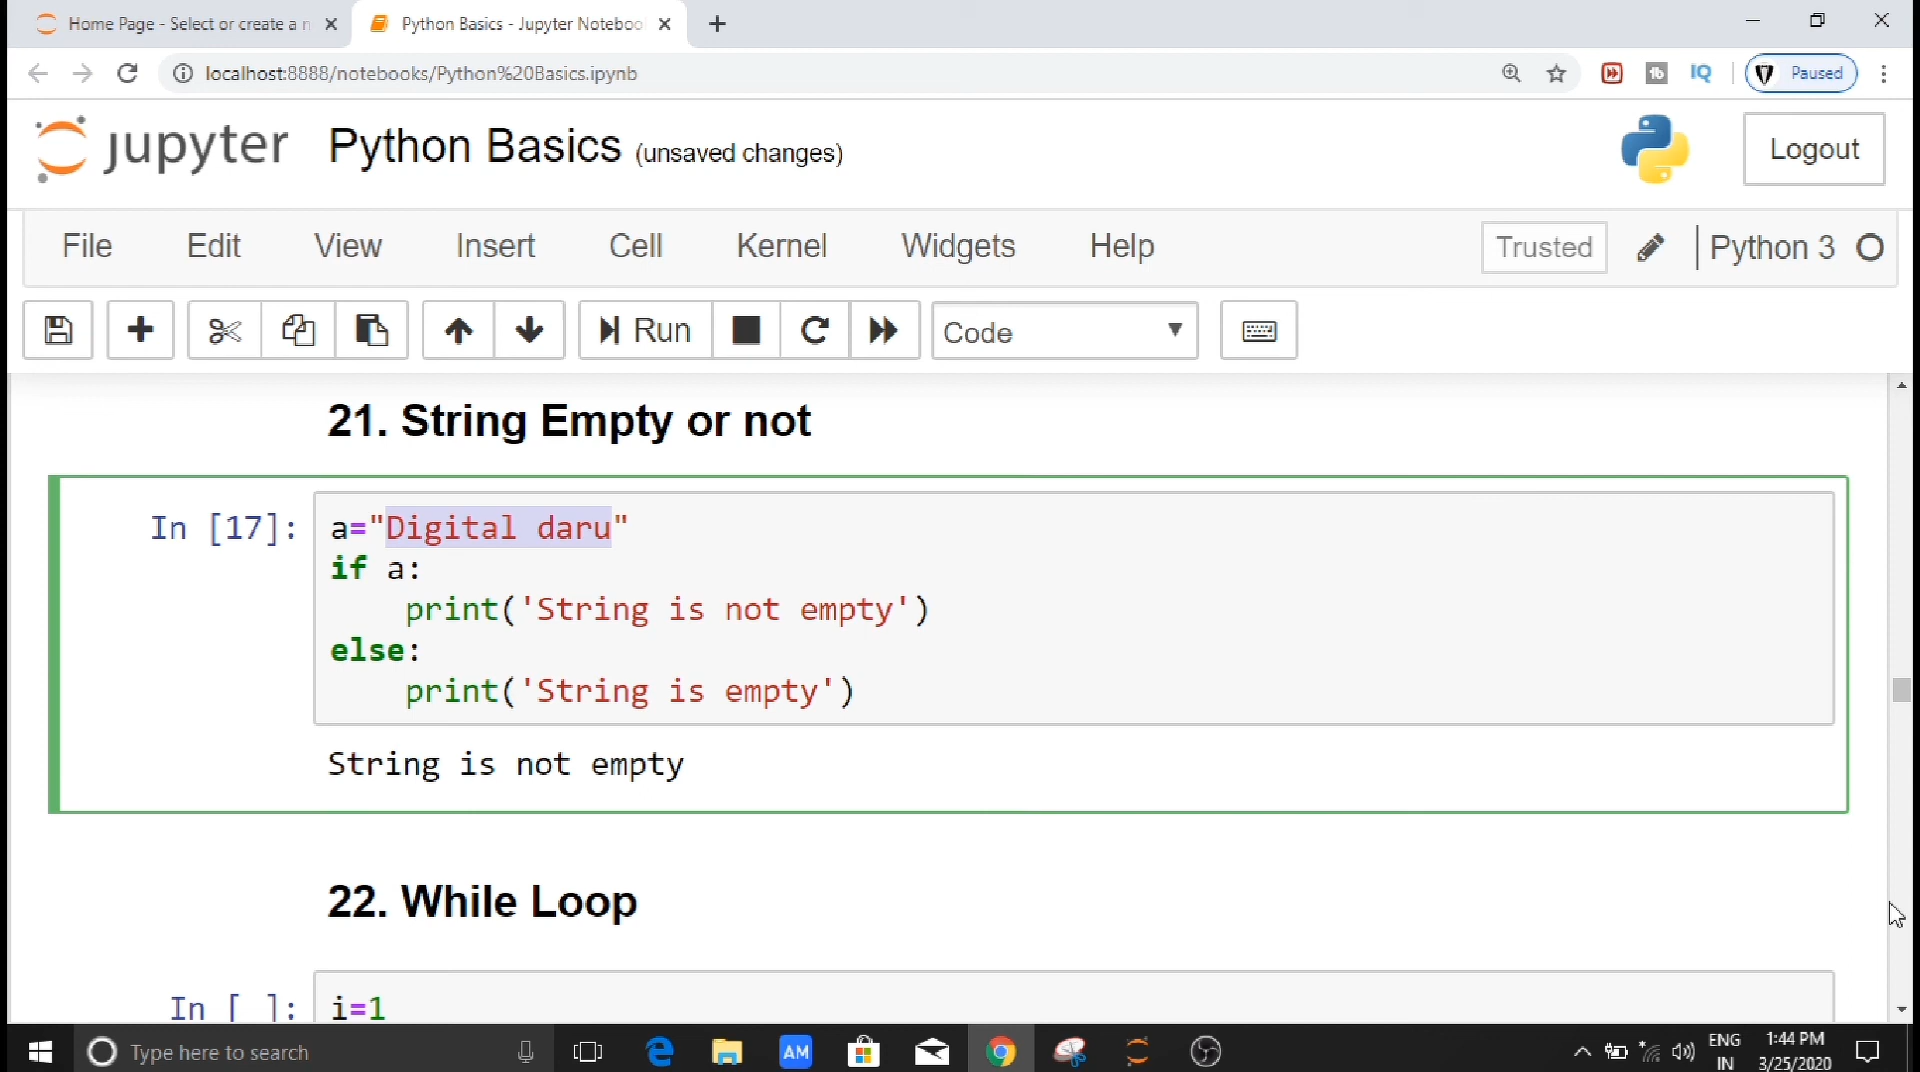 Home Page - Select or create a n
Python Basics - Jupyter Noteboo
localhost:8888/notebooks/Python%20Basics.ipynb
IQ
Paused
jupyter Python Basics (unsaved changes)
Logout
File Edit View Insert Cell Kernel Widgets Help
Trusted
Python 3
Run
Code
21. String Empty or not
In [17]:
a="Digital daru"
if a:
    print('String is not empty')
else:
    print('String is empty')
String is not empty
22. While Loop
In [ ]:
i=1
Type here to search
AM
ENG
IN
1:44 PM
3/25/2020